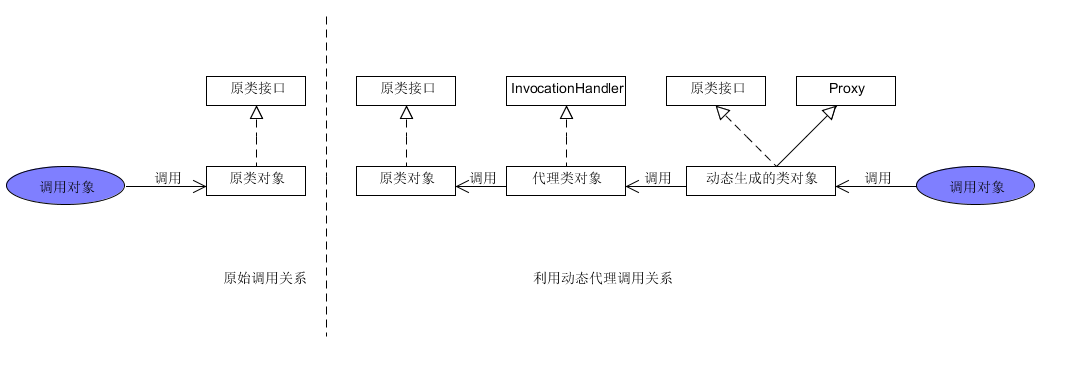 原类接口
原类接口
InvocationHandler
原类接口
Proxy
调用对象
调用
原类对象
原类对象
调用
代理类对象
调用
动态生成的类对象
调用
调用对象
原始调用关系
利用动态代理调用关系